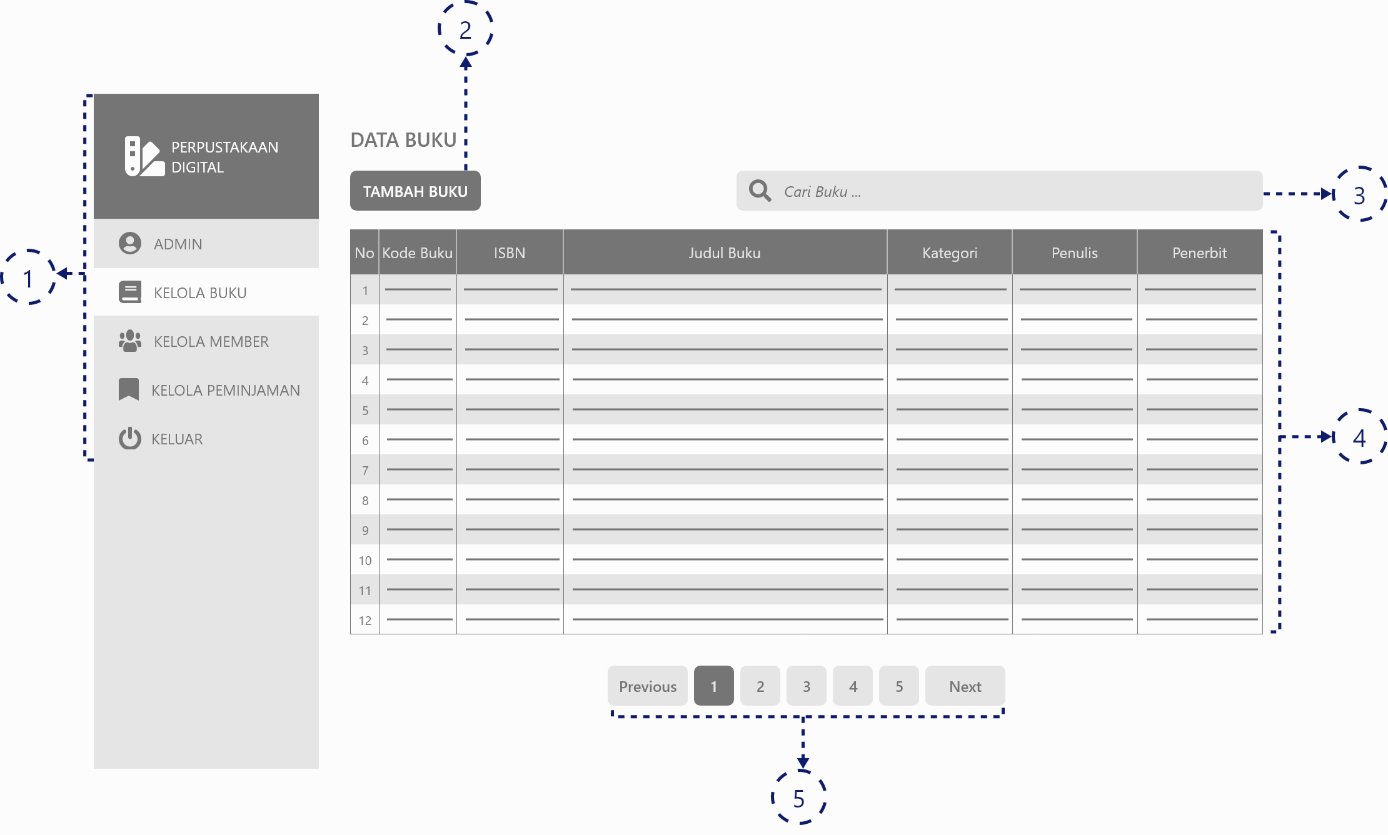 2
PERPUSTAKAAN
DIGITAL
DATA BUKU
TAMBAH BUKU
Cari Buku ...
3
1
ADMIN
KELOLA BUKU
KELOLA MEMBER
KELOLA PEMINJAMAN
KELUAR
No Kode Buku ISBN Judul Buku Kategori Penulis Penerbit
1
2
3
4
5
6
7
8
9
10
11
12
4
Previous 1 2 3 4 5 Next
5